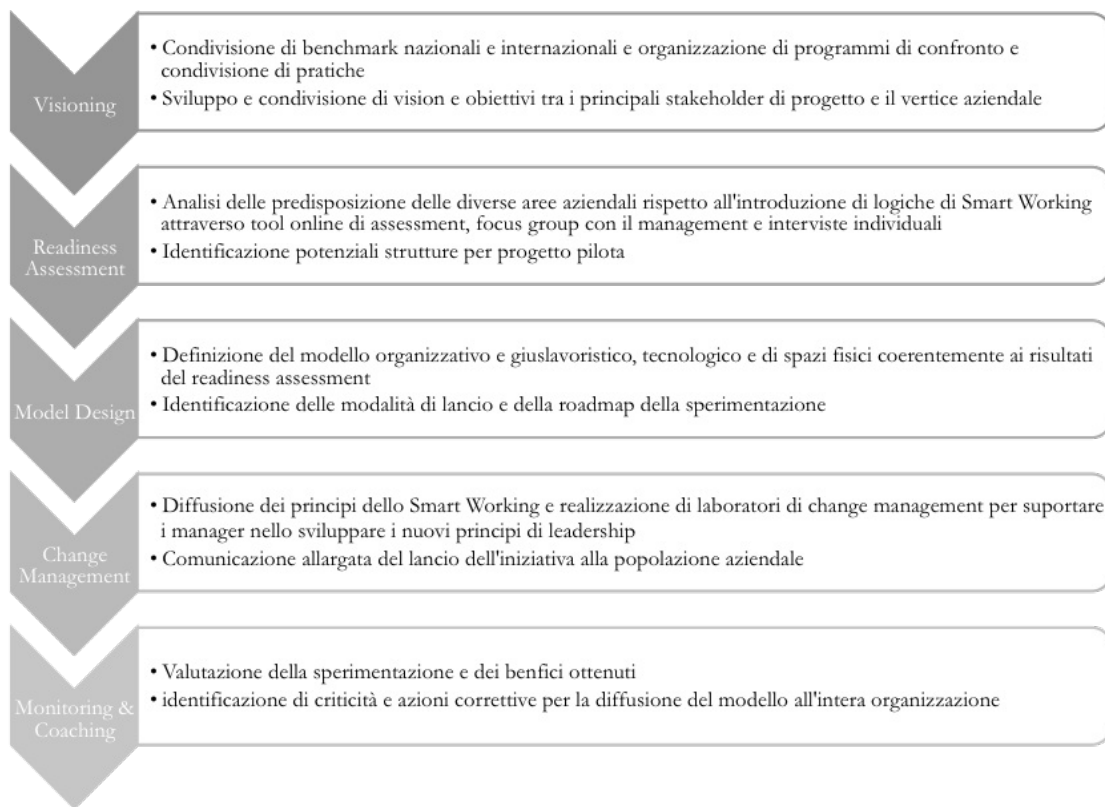 Visioning
• Condivisione di benchmark nazionali e internazionali e organizzazione di programmi di confronto e
condivisione di pratiche
• Sviluppo e condivisione di vision e obiettivi tra i principali stakeholder di progetto e il vertice aziendale
Readiness
Assessment
• Analisi delle predisposizione delle diverse aree aziendali rispetto all'introduzione di logiche di Smart Working
attraverso tool online di assessment, focus group con il management e interviste individuali
• Identificazione potenziali strutture per progetto pilota
Model Design
• Definizione del modello organizzativo e giuslavoristico, tecnologico e di spazi fisici coerentemente ai risultati
del readiness assessment
• Identificazione delle modalità di lancio e della roadmap della sperimentazione
Change
Management
• Diffusione dei principi dello Smart Working e realizzazione di laboratori di change management per suportare
i manager nello sviluppare i nuovi principi di leadership
• Comunicazione allargata del lancio dell'iniziativa alla popolazione aziendale
Monitoring &
Coaching
• Valutazione della sperimentazione e dei benfici ottenuti
• identificazione di criticità e azioni correttive per la diffusione del modello all'intera organizzazione